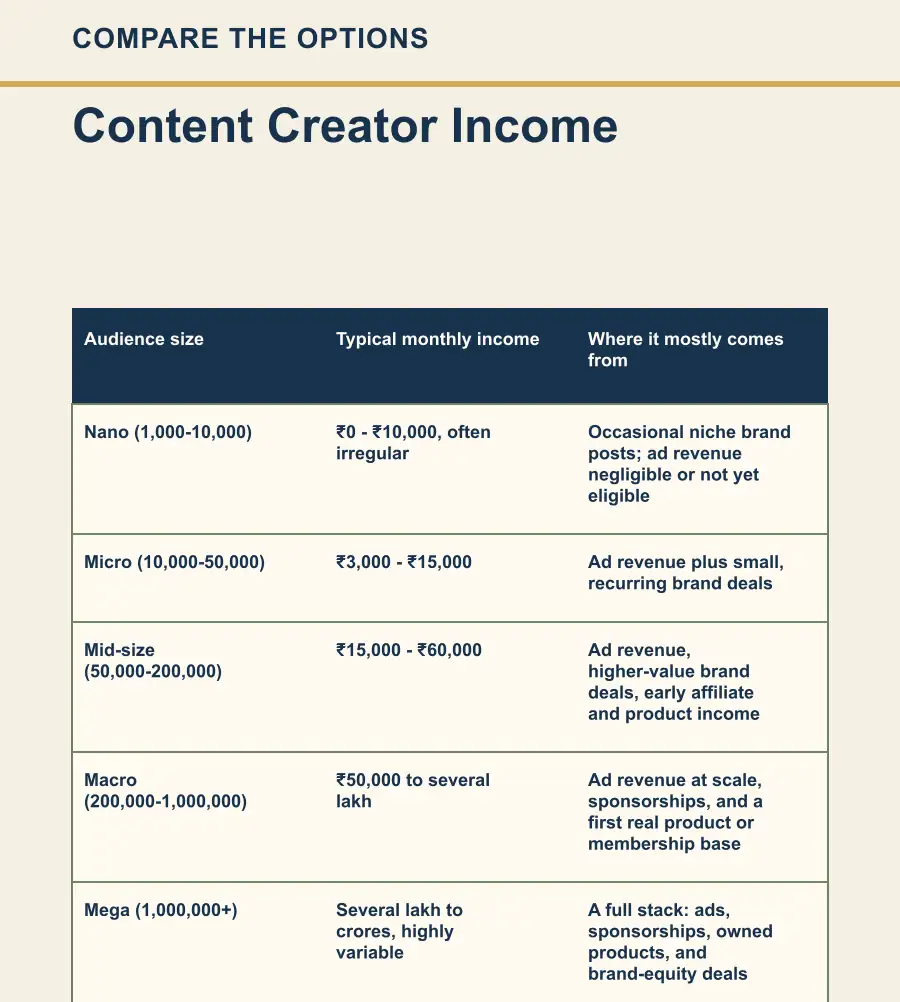 COMPARE THE OPTIONS
Content Creator Income
Audience size
Typical monthly income
Where it mostly comes
from
Nano (1,000-10,000)
₹0 - ₹10,000, often
irregular
Occasional niche brand
posts; ad revenue
negligible or not yet
eligible
Micro (10,000-50,000)
₹3,000 - ₹15,000
Ad revenue plus small,
recurring brand deals
Mid-size
(50,000-200,000)
₹15,000 - ₹60,000
Ad revenue,
higher-value brand
deals, early affiliate
and product income
Macro
(200,000-1,000,000)
₹50,000 to several
lakh
Ad revenue at scale,
sponsorships, and a
first real product or
membership base
Mega (1,000,000+)
Several lakh to
crores, highly
variable
A full stack: ads,
sponsorships, owned
products, and
brand-equity deals